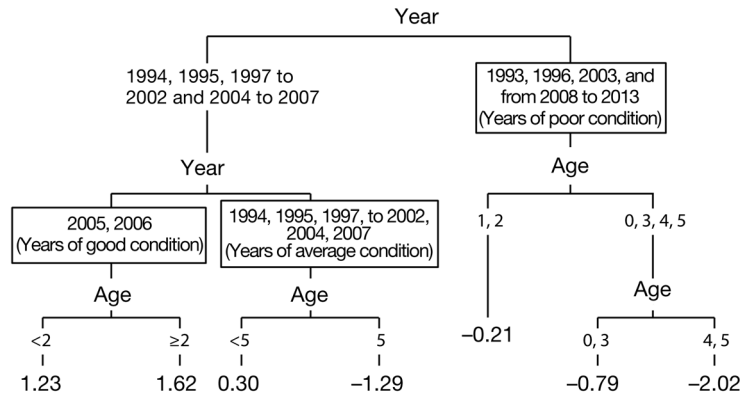 Year
1994, 1995, 1997 to
2002 and 2004 to 2007
1993, 1996, 2003, and
from 2008 to 2013
(Years of poor condition)
Year
Age
2005, 2006
(Years of good condition)
1994, 1995, 1997, to 2002,
2004, 2007
(Years of average condition)
1, 2
0, 3, 4, 5
Age
Age
Age
<2
≥2
<5
5
−0.21
0, 3
4, 5
1.23
1.62
0.30
−1.29
−0.79
−2.02